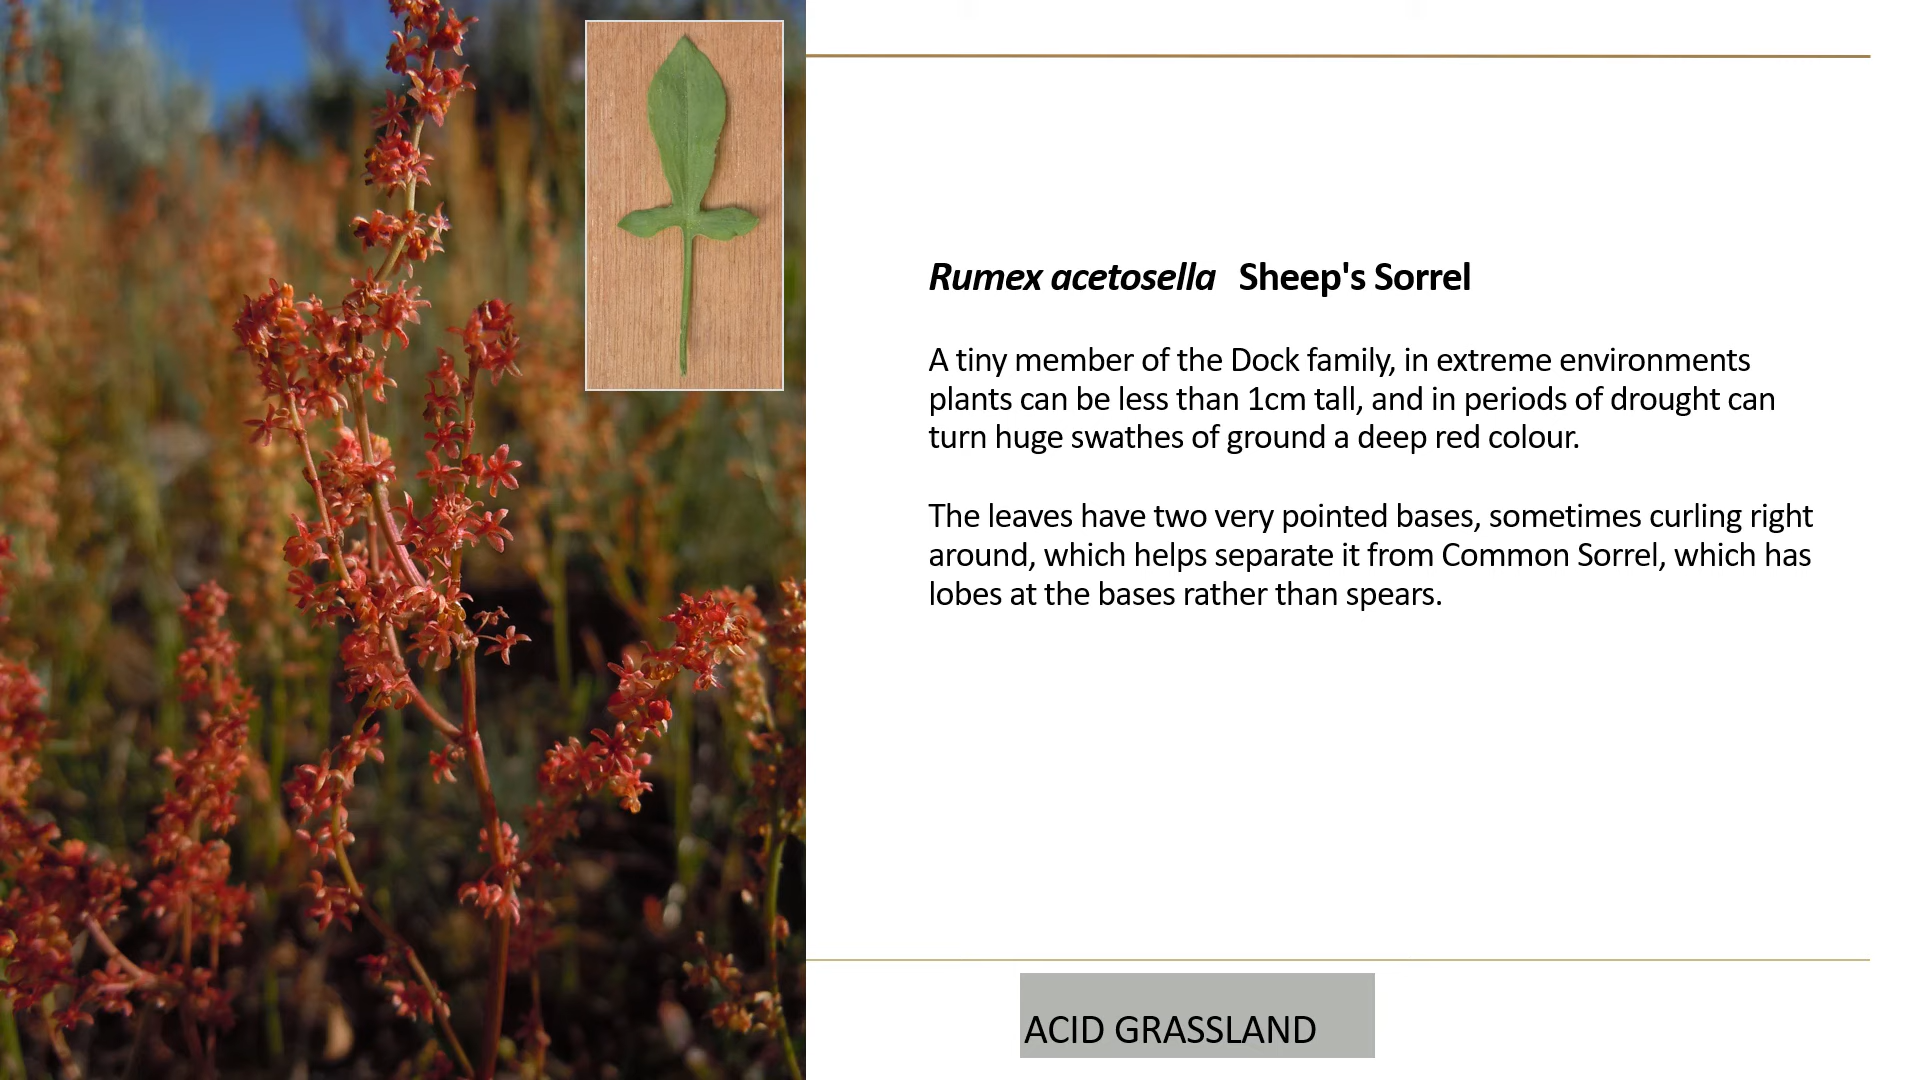 Rumex acetosella Sheep's Sorrel
A tiny member of the Dock family, in extreme environments
plants can be less than 1cm tall, and in periods of drought can
turn huge swathes of ground a deep red colour.
The leaves have two very pointed bases, sometimes curling right
around, which helps separate it from Common Sorrel, which has
lobes at the bases rather than spears.
ACID GRASSLAND